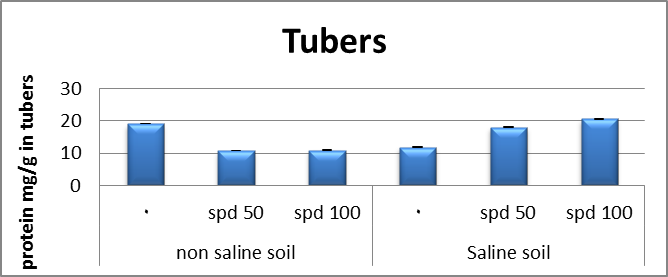 Tubers
protein mg/g in tubers
30
20
10
0
. spd 50 spd 100 . spd 50 spd 100
non saline soil Saline soil